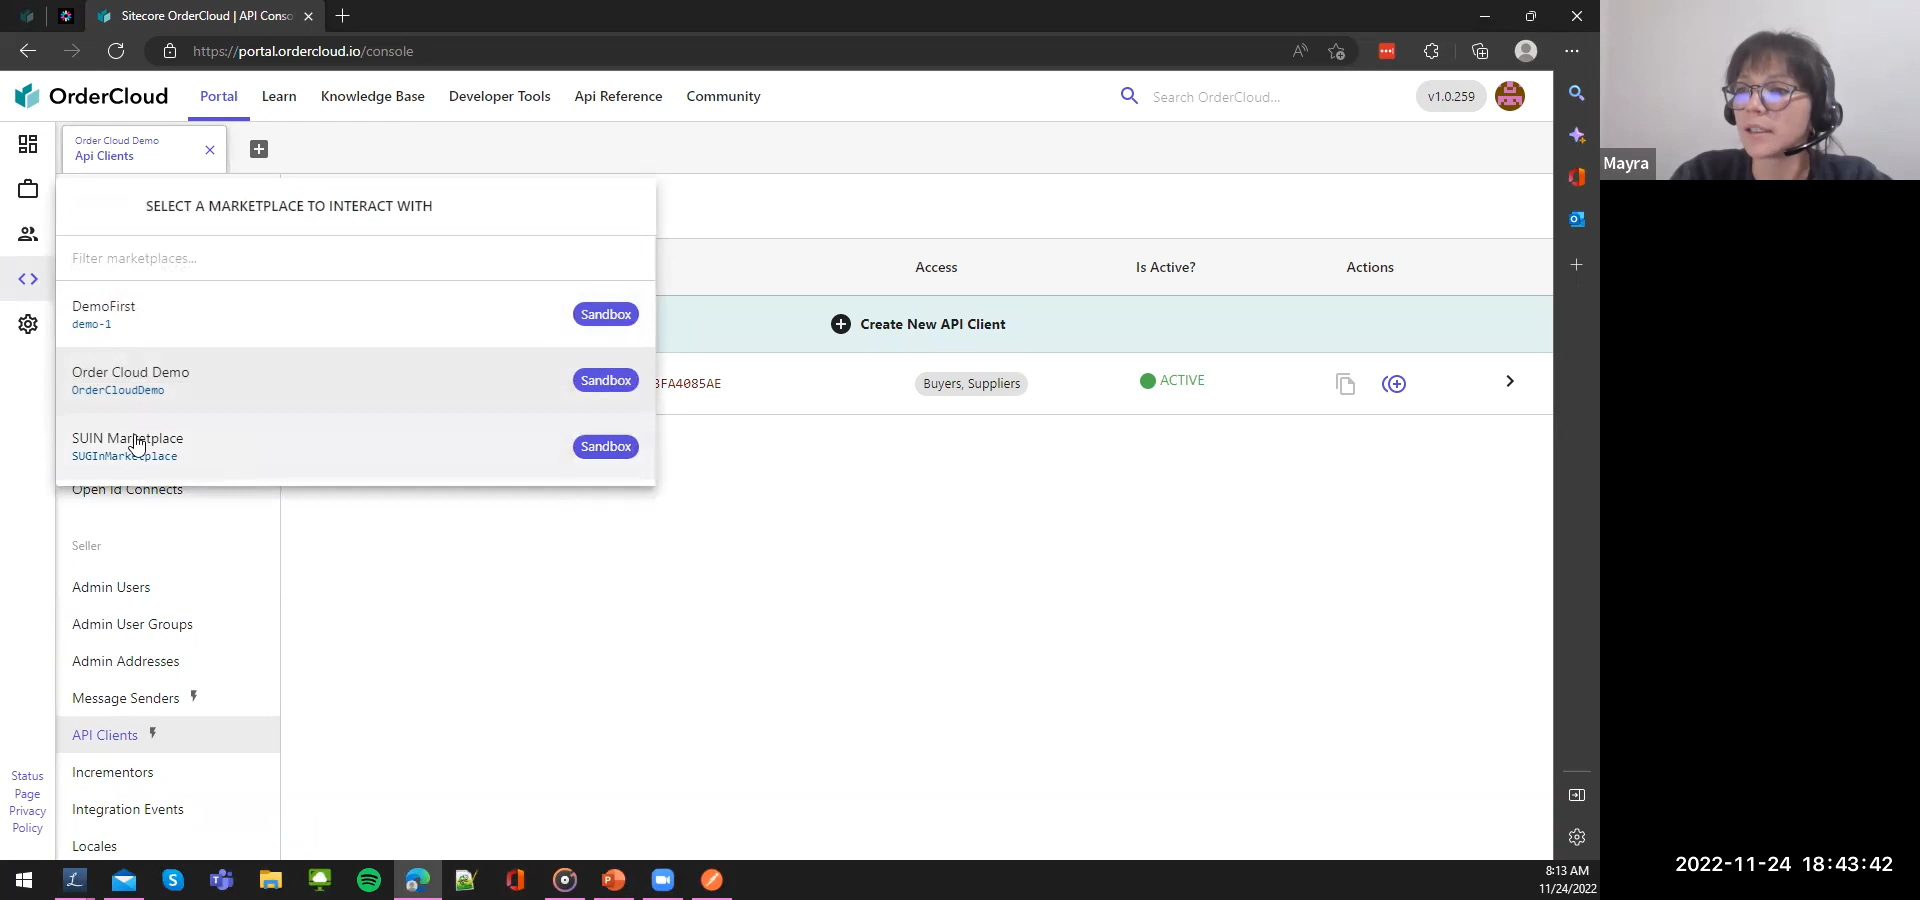 Sitecore OrderCloud | API Conso
https://portal.ordercloud.io/console
OrderCloud
Portal
Learn
Knowledge Base
Developer Tools
Api Reference
Community
Search OrderCloud...
v1.0.259
Order Cloud Demo
Api Clients
SELECT A MARKETPLACE TO INTERACT WITH
Filter marketplaces...
DemoFirst
demo-1
Sandbox
Order Cloud Demo
OrderCloudDemo
Sandbox
SUIN Marketplace
SUGInMarketplace
Sandbox
Access
Is Active?
Actions
Create New API Client
3FA4085AE
Buyers, Suppliers
ACTIVE
Open Id Connects
Seller
Admin Users
Admin User Groups
Admin Addresses
Message Senders
API Clients
Incrementors
Integration Events
Locales
Status
Page
Privacy
Policy
8:13 AM
11/24/2022
Mayra
2022-11-24 18:43:42